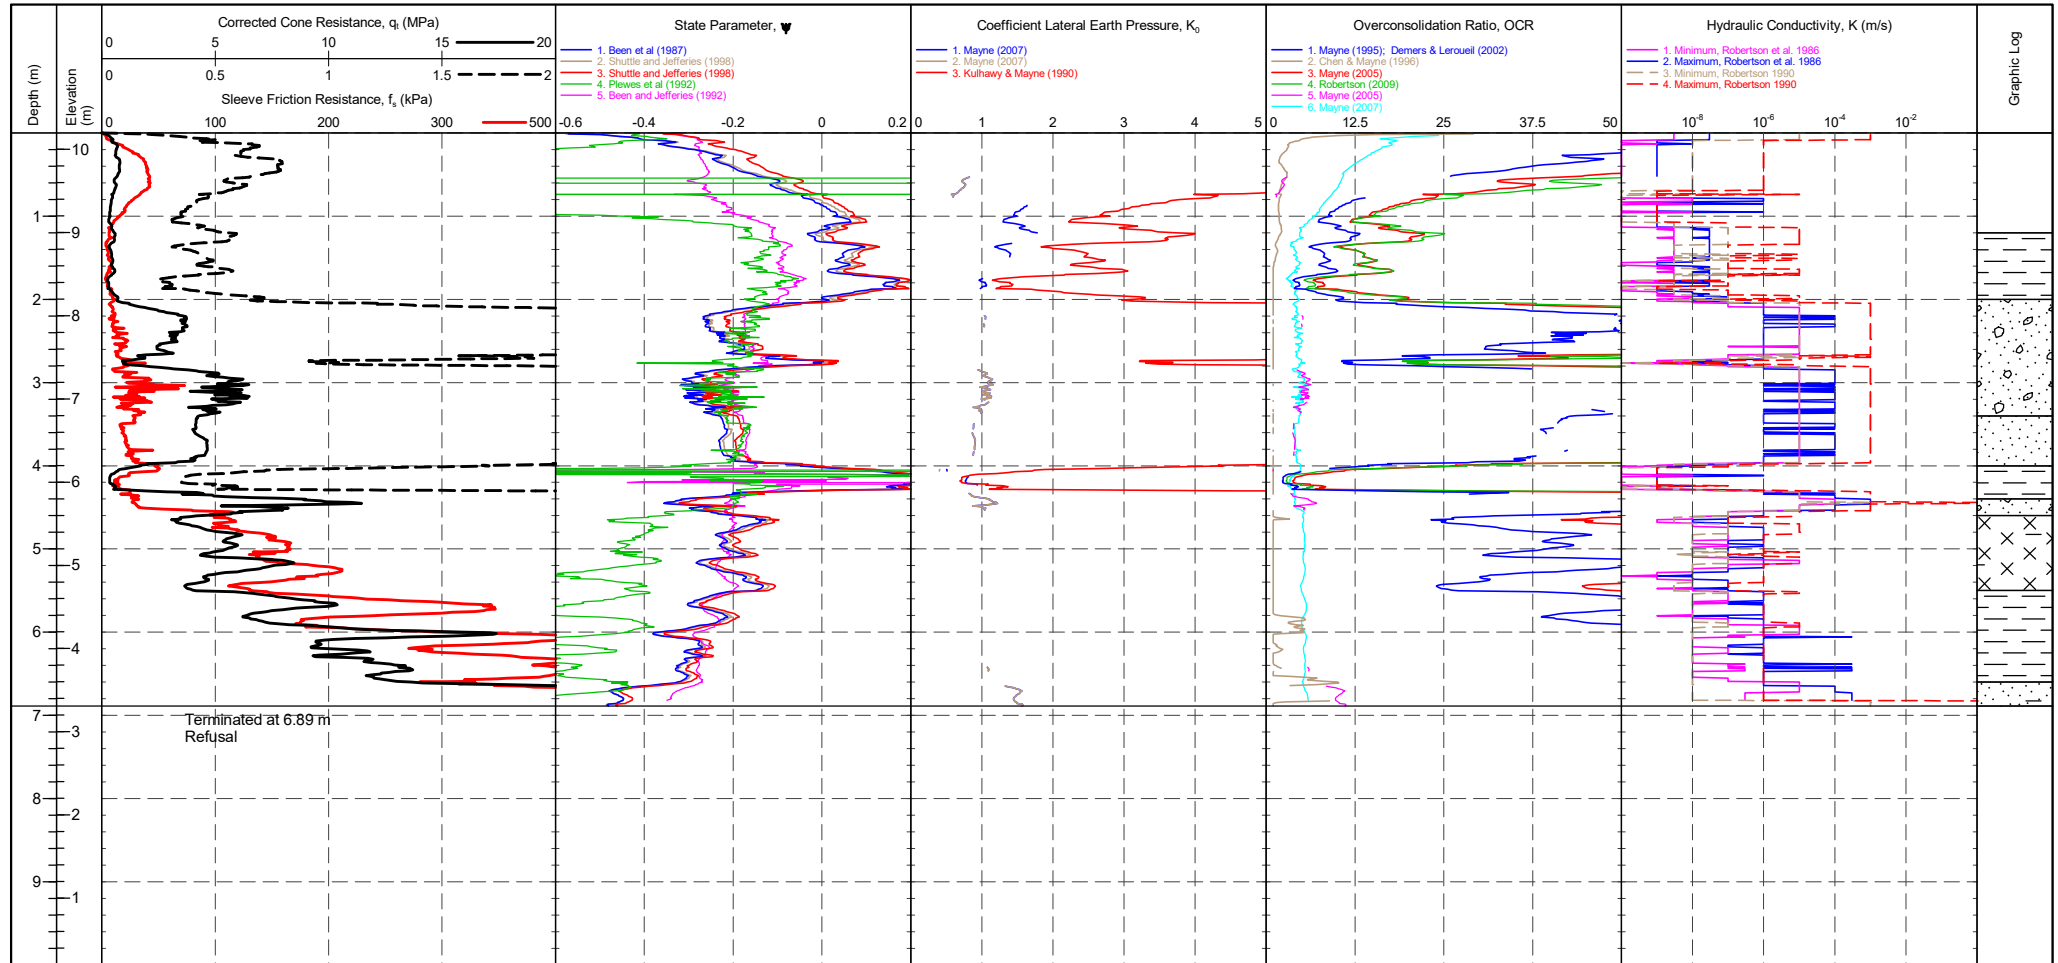 Depth (m)
Elevation (m)
Corrected Cone Resistance, qt (MPa)
0 5 10 15 20
0 0.5 1 1.5 2
Sleeve Friction Resistance, fs (kPa)
0 100 200 300 500
State Parameter, ψ
1. Been et al (1987)
2. Shuttle and Jefferies (1998)
3. Shuttle and Jefferies (1998)
4. Plewes et al (1992)
5. Been and Jefferies (1992)
-0.6 -0.4 -0.2 0 0.2
Coefficient Lateral Earth Pressure, K0
1. Mayne (2007)
2. Mayne (2007)
3. Kulhawy & Mayne (1990)
0 1 2 3 4 5
Overconsolidation Ratio, OCR
1. Mayne (1995); Demers & Leroueil (2002)
2. Chen & Mayne (1996)
3. Mayne (2005)
4. Robertson (2009)
5. Mayne (2005)
6. Mayne (2007)
0 12.5 25 37.5 50
Hydraulic Conductivity, K (m/s)
1. Minimum, Robertson et al. 1986
2. Maximum, Robertson et al. 1986
3. Minimum, Robertson 1990
4. Maximum, Robertson 1990
10-8 10-6 10-4 10-2
Graphic Log
10
1
9
2
8
3
7
4
6
5
5
6
4
7
3
8
2
9
1
Terminated at 6.89 m
Refusal